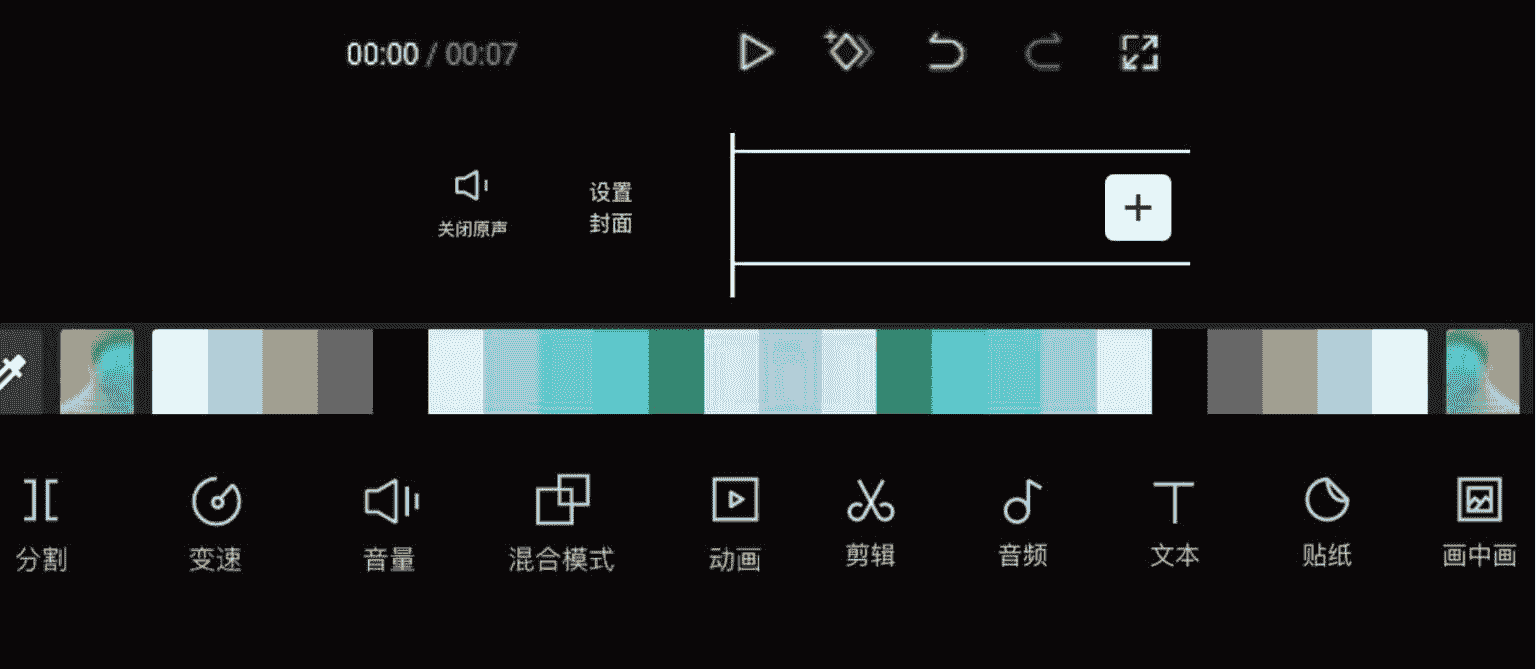 00:00 / 00:07
关闭原声
设置
封面
分割 变速 音量 混合模式 动画 剪辑 音频 文本 贴纸 画中画